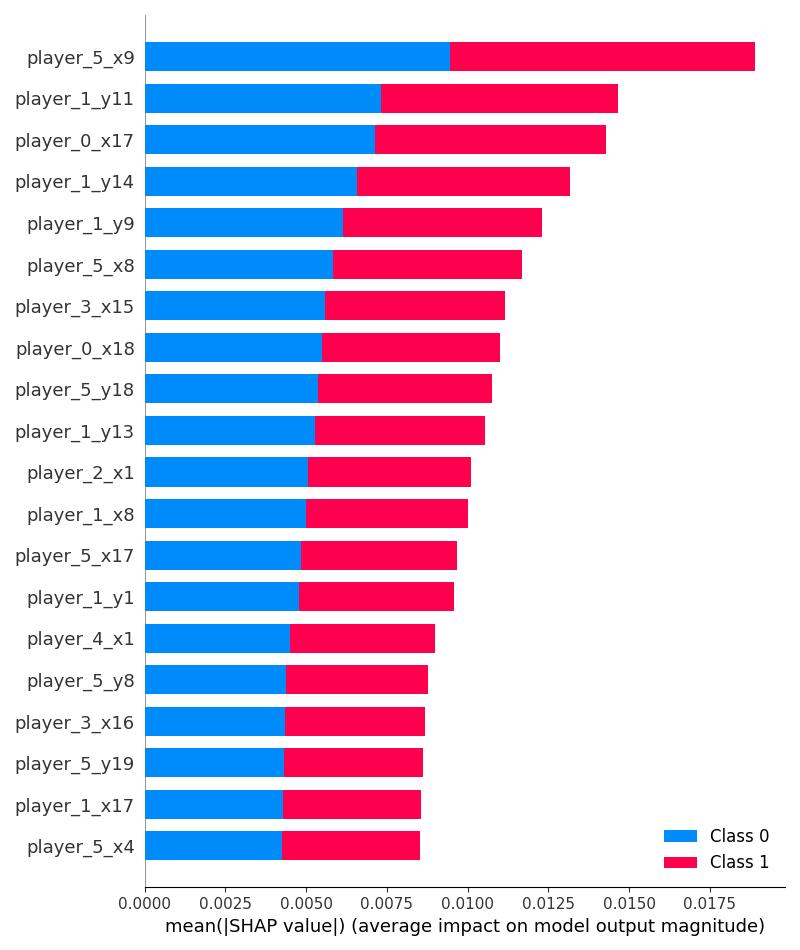 player_5_x9
player_1_y11
player_0_x17
player_1_y14
player_1_y9
player_5_x8
player_3_x15
player_0_x18
player_5_y18
player_1_y13
player_2_x1
player_1_x8
player_5_x17
player_1_y1
player_4_x1
player_5_y8
player_3_x16
player_5_y19
player_1_x17
player_5_x4
Class 0
Class 1
0.0000 0.0025 0.0050 0.0075 0.0100 0.0125 0.0150 0.0175
mean(|SHAP value|) (average impact on model output magnitude)